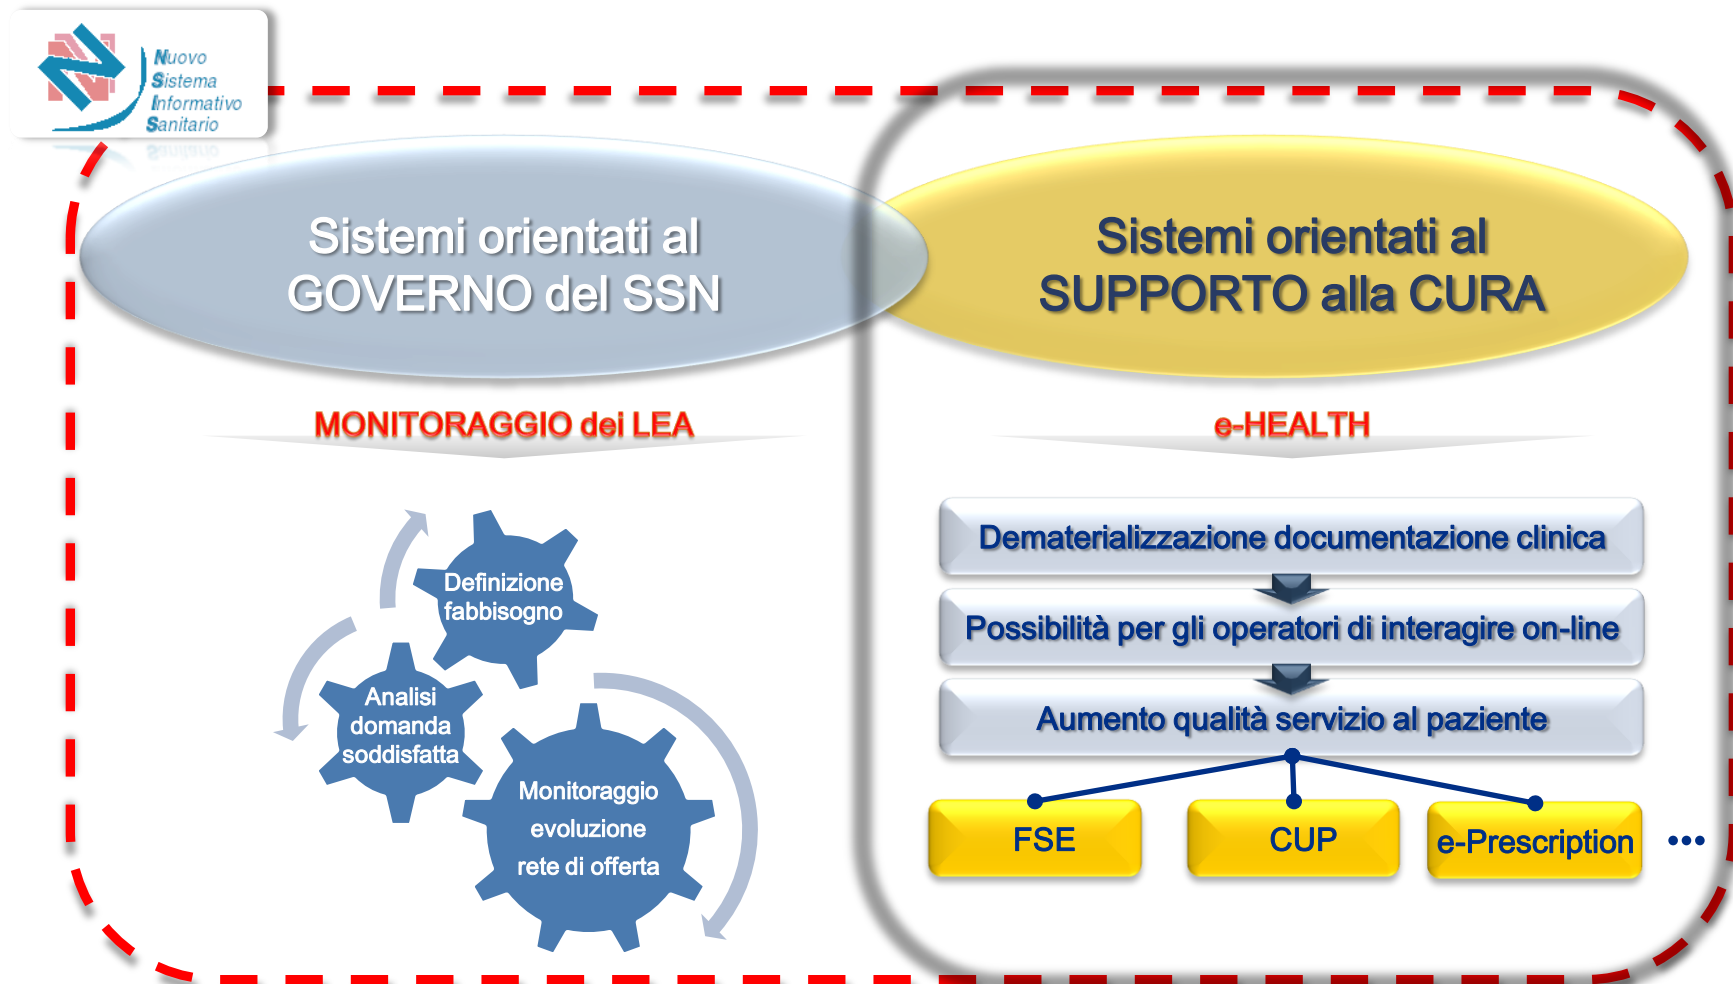 Nuovo
Sistema
Informativo
Sanitario
Sistemi orientati al
GOVERNO del SSN
MONITORAGGIO dei LEA
Definizione
fabbisogno
Analisi
domanda
soddisfatta
Monitoraggio
evoluzione
rete di offerta
Sistemi orientati al
SUPPORTO alla CURA
e-HEALTH
Dematerializzazione documentazione clinica
Possibilità per gli operatori di interagire on-line
Aumento qualità servizio al paziente
FSE
CUP
e-Prescription
...